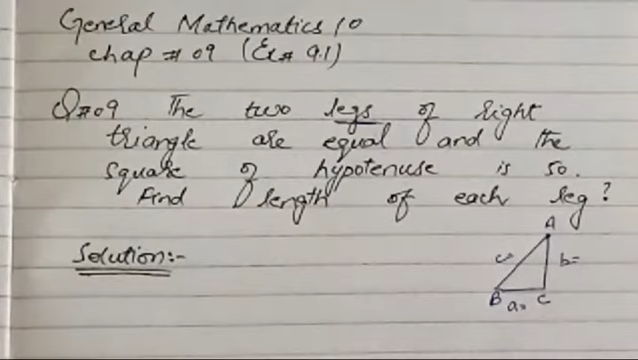 General Mathematics 10
chap # 09 (Ex# 9.1)
Q#09 The two legs of right
triangle are equal and the
square of hypotenuse is 50.
Find length of each leg?
Solution:-
A
c=
b=
B
a=
C